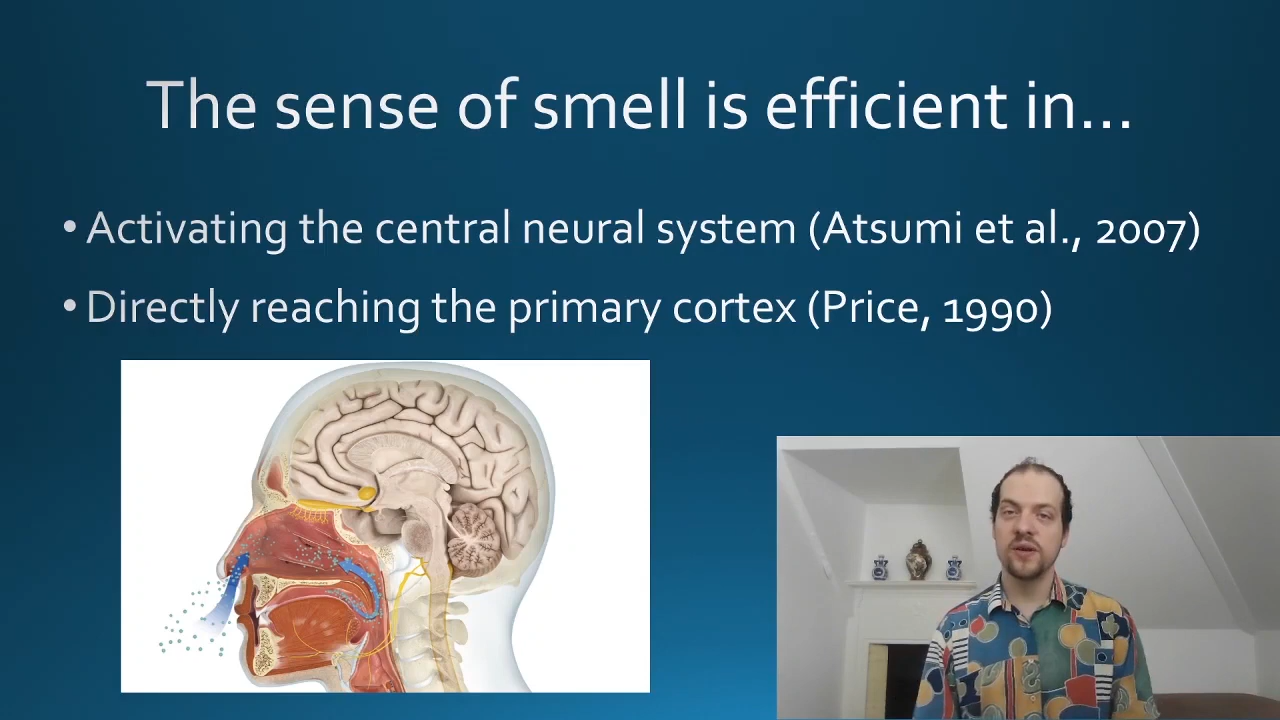 The sense of smell is efficient in...
• Activating the central neural system (Atsumi et al., 2007)
• Directly reaching the primary cortex (Price, 1990)